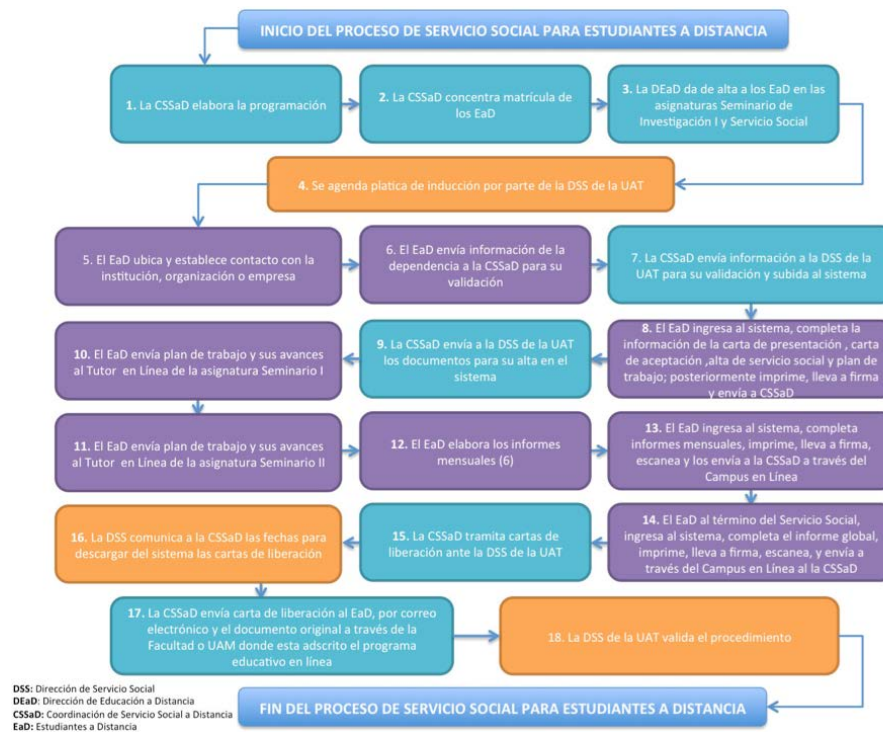 INICIO DEL PROCESO DE SERVICIO SOCIAL PARA ESTUDIANTES A DISTANCIA
1. La CSSaD elabora la programación
2. La CSSaD concentra matrícula de
los EaD
3. La DEaD da de alta a los EaD en las
asignaturas Seminario de
Investigación I y Servicio Social
4. Se agenda platica de inducción por parte de la DSS de la UAT
5. El EaD ubica y establece contacto con la
institución, organización o empresa
6. El EaD envía información de la
dependencia a la CSSaD para su
validación
7. La CSSaD envía información a la DSS de la
UAT para su validación y subida al sistema
8. El EaD ingresa al sistema, completa la
información de la carta de presentación , carta
de aceptación ,alta de servicio social y plan de
trabajo; posteriormente imprime, lleva a firma
y envía a CSSaD
9. La CSSaD envía a la DSS de la UAT
los documentos para su alta en el
sistema
10. El EaD envía plan de trabajo y sus avances
al Tutor en Línea de la asignatura Seminario I
11. El EaD envía plan de trabajo y sus avances
al Tutor en Línea de la asignatura Seminario II
12. El EaD elabora los informes
mensuales (6)
13. El EaD ingresa al sistema, completa
informes mensuales, imprime, lleva a firma,
escanea y los envía a la CSSaD a través del
Campus en Línea
14. El EaD al término del Servicio Social,
ingresa al sistema, completa el informe global,
imprime, lleva a firma, escanea, y envía a
través del Campus en Línea al la CSSaD
15. La CSSaD tramita cartas de
liberación ante la DSS de la UAT
16. La DSS comunica a la CSSaD las fechas para
descargar del sistema las cartas de liberación
17. La CSSaD envía carta de liberación al EaD, por correo
electrónico y el documento original a través de la
Facultad o UAM donde esta adscrito el programa
educativo en línea
18. La DSS de la UAT valida el procedimiento
DSS: Dirección de Servicio Social
DEaD: Dirección de Educación a Distancia
CSSaD: Coordinación de Servicio Social a Distancia
EaD: Estudiantes a Distancia
FIN DEL PROCESO DE SERVICIO SOCIAL PARA ESTUDIANTES A DISTANCIA